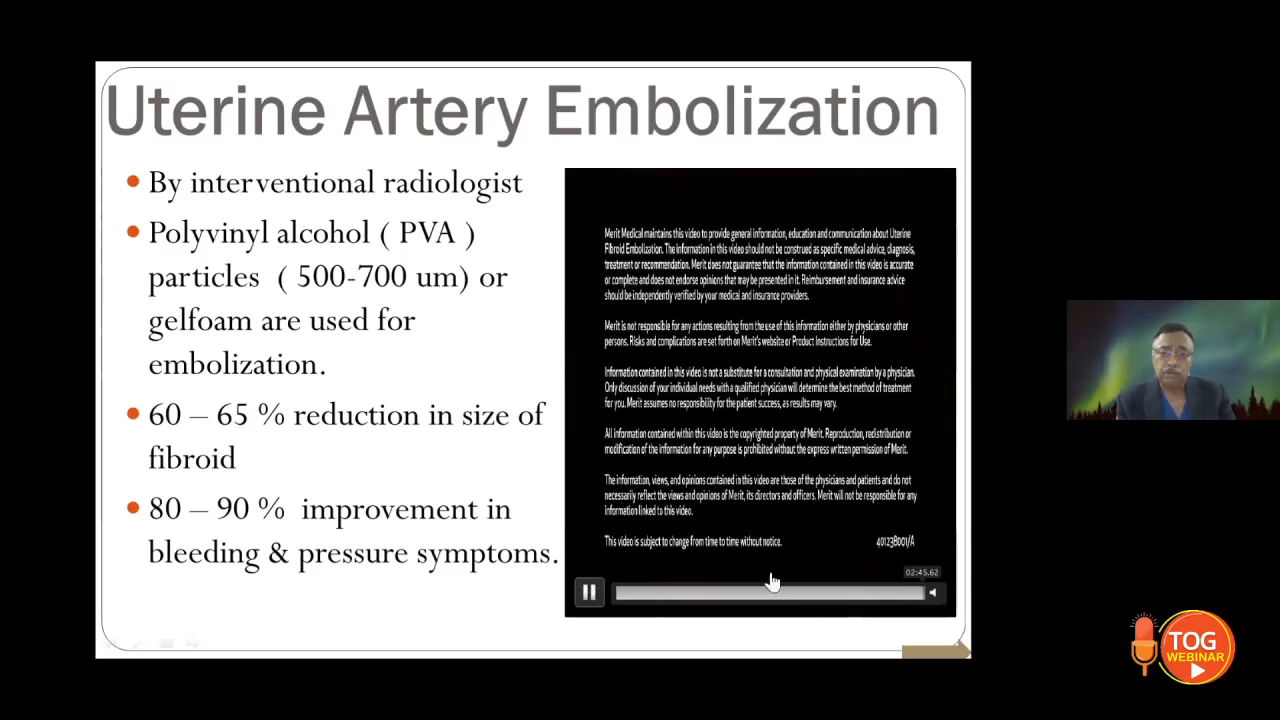 Uterine Artery Embolization
• By interventional radiologist
• Polyvinyl alcohol ( PVA )
particles ( 500-700 um) or
gelfoam are used for
embolization.
• 60 – 65 % reduction in size of
fibroid
• 80 – 90 % improvement in
bleeding & pressure symptoms.
Merit Medical maintains this video to provide general information, education and communication about Uterine
Fibroid Embolization. The information in this video should not be construed as specific medical advice, diagnosis,
treatment or recommendation. Merit does not guarantee that the information contained in this video is accurate
or complete and does not endorse opinions that may be presented in it. Reimbursement and insurance advice
should be independently verified by your medical and insurance providers.
Merit is not responsible for any actions resulting from the use of this information either by physicians or other
persons. Risks and complications are set forth on Merit's website or Product Instructions for Use.
Information contained in this video is not a substitute for a consultation and physical examination by a physician.
Only discussion of your individual needs with a qualified physician will determine the best method of treatment
for you. Merit assumes no responsibility for the patient success, as results may vary.
All information contained within this video is the copyrighted property of Merit. Reproduction, redistribution or
modification of the information for any purpose is prohibited without the express written permission of Merit.
The information, views, and opinions contained in this video are those of the physicians and patients and do not
necessarily reflect the views and opinions of Merit, its directors and officers. Merit will not be responsible for any
information linked to this video.
This video is subject to change from time to time without notice. 401238001/A
02:45.62
TOG
WEBINAR